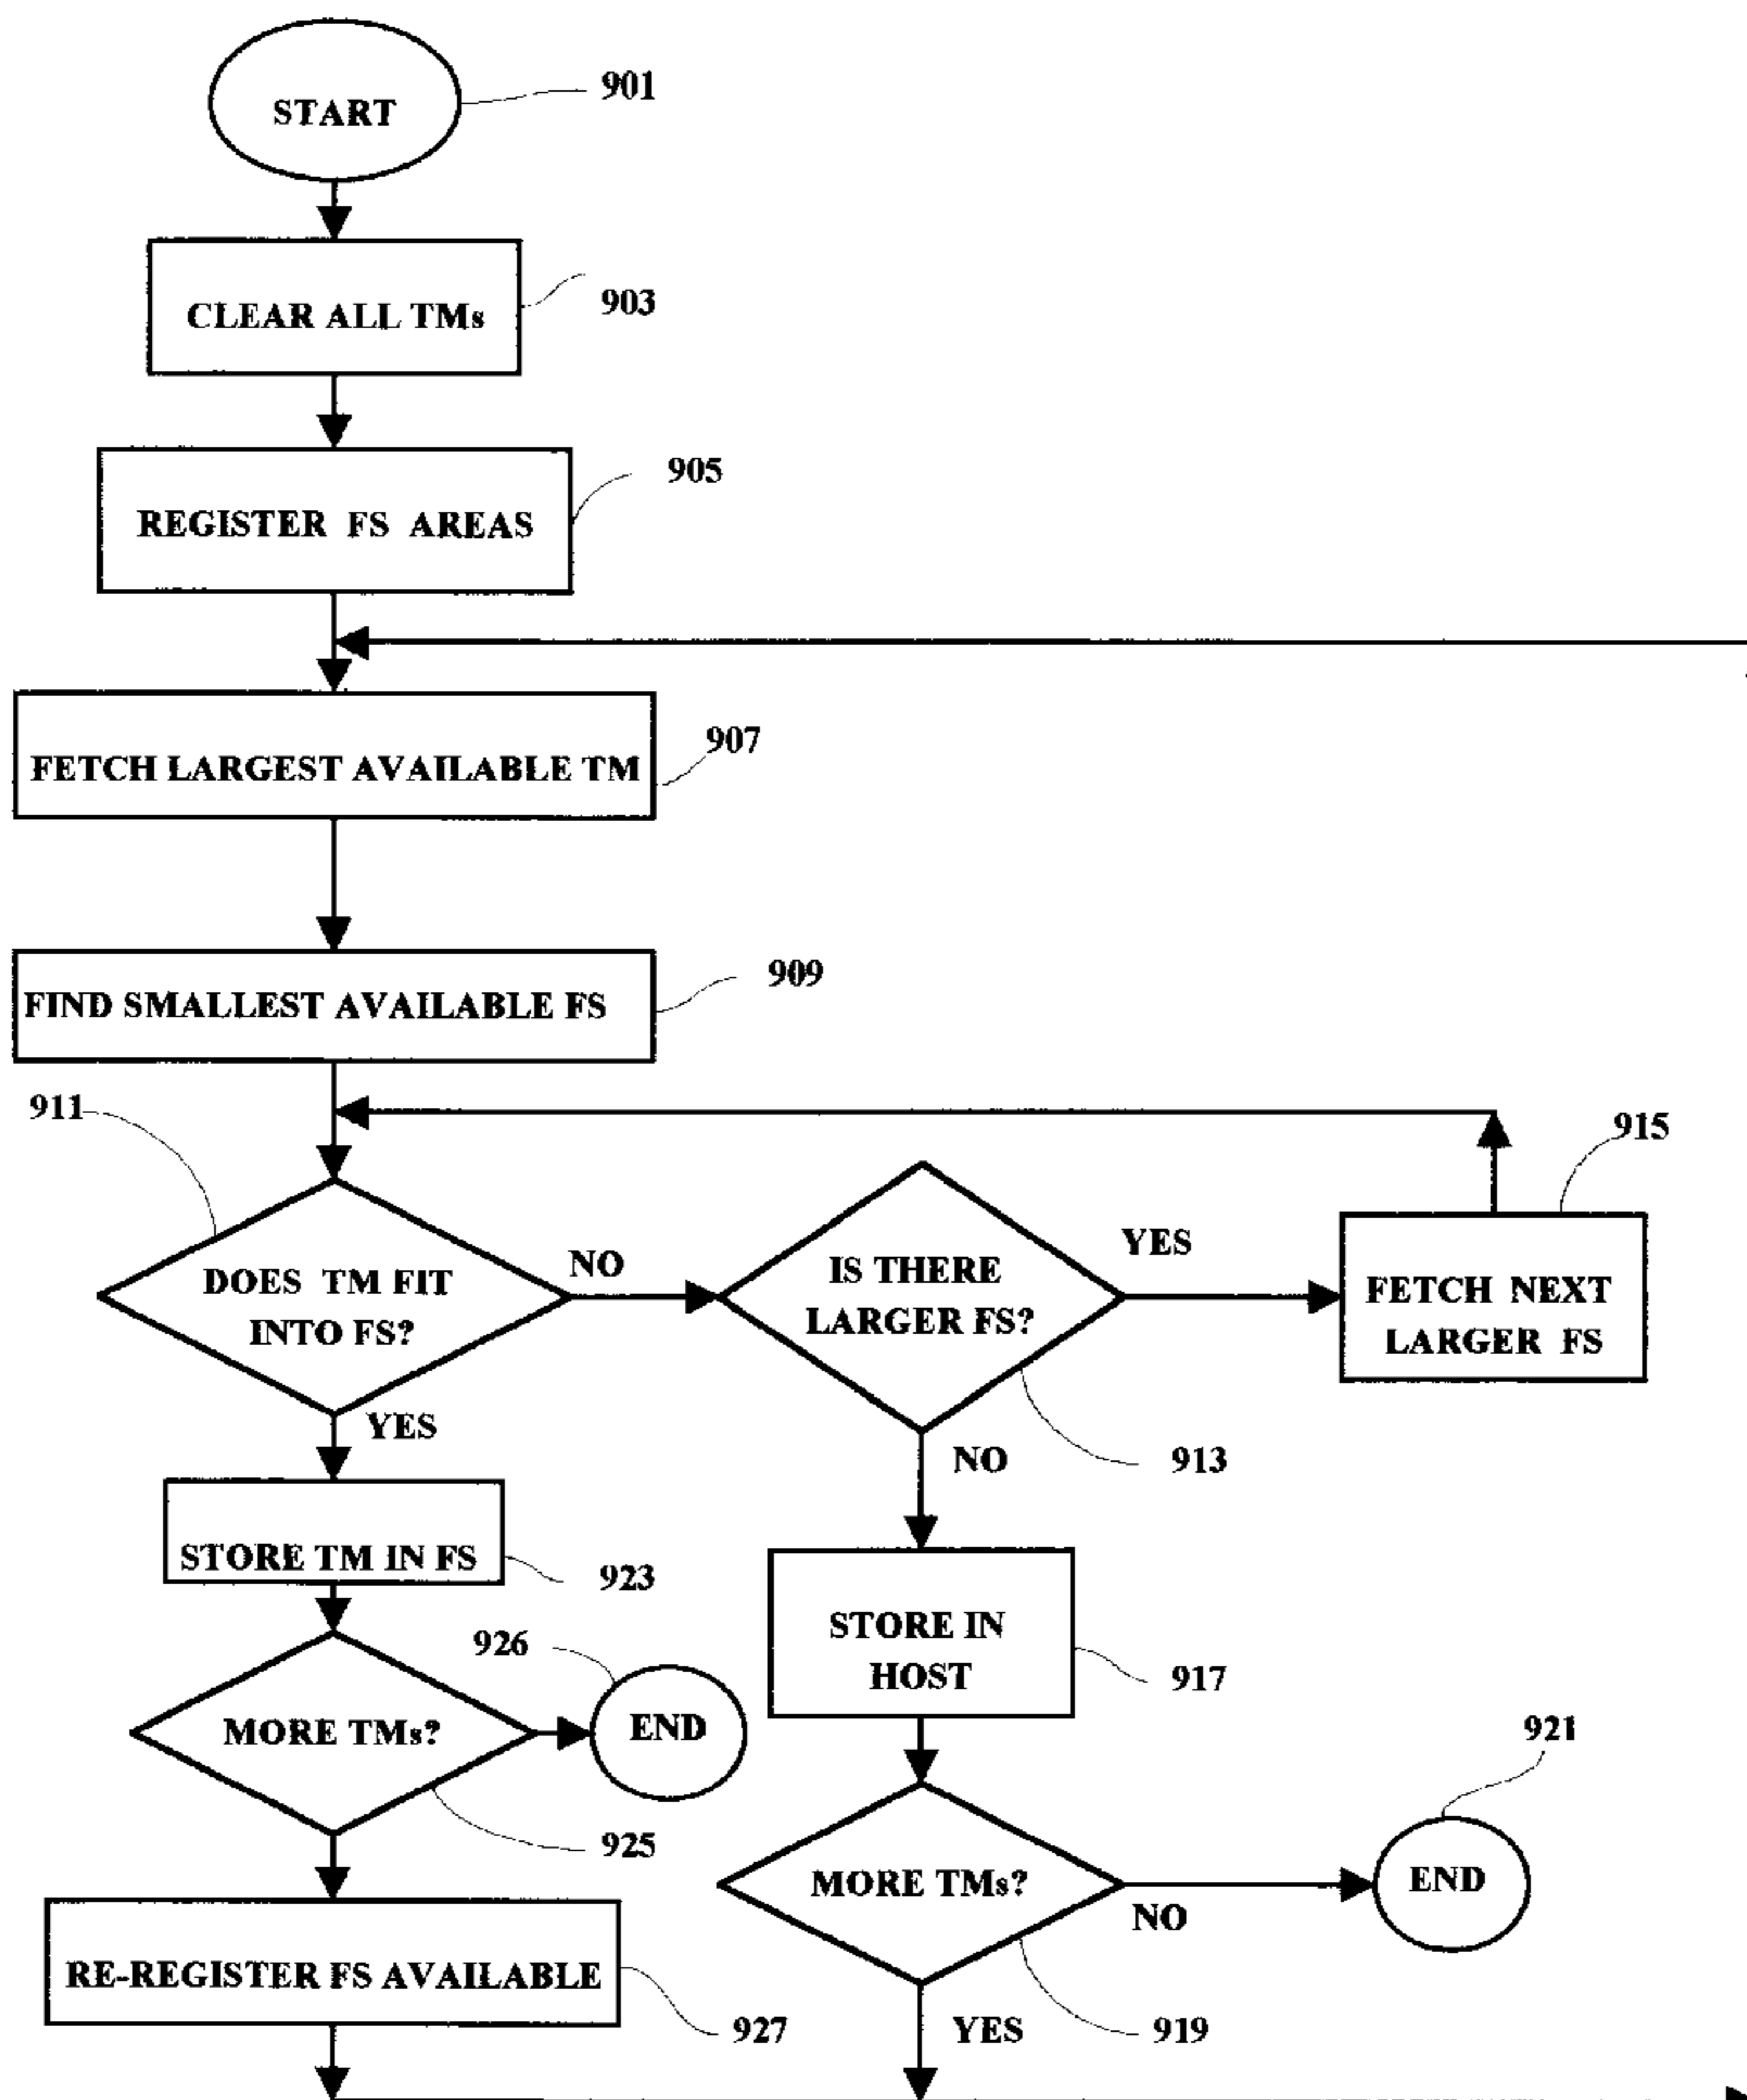 START
901
CLEAR ALL TMs
903
905
REGISTER FS AREAS
907
FETCH LARGEST AVAILABLE TM
909
FIND SMALLEST AVAILABLE FS
911
915
DOES TM FIT
INTO FS?
NO
IS THERE
LARGER FS?
YES
FETCH NEXT
LARGER FS
YES
NO
913
STORE TM IN FS
923
STORE IN
HOST
917
926
MORE TMs?
END
921
925
MORE TMs?
NO
END
RE-REGISTER FS AVAILABLE
927
YES
919